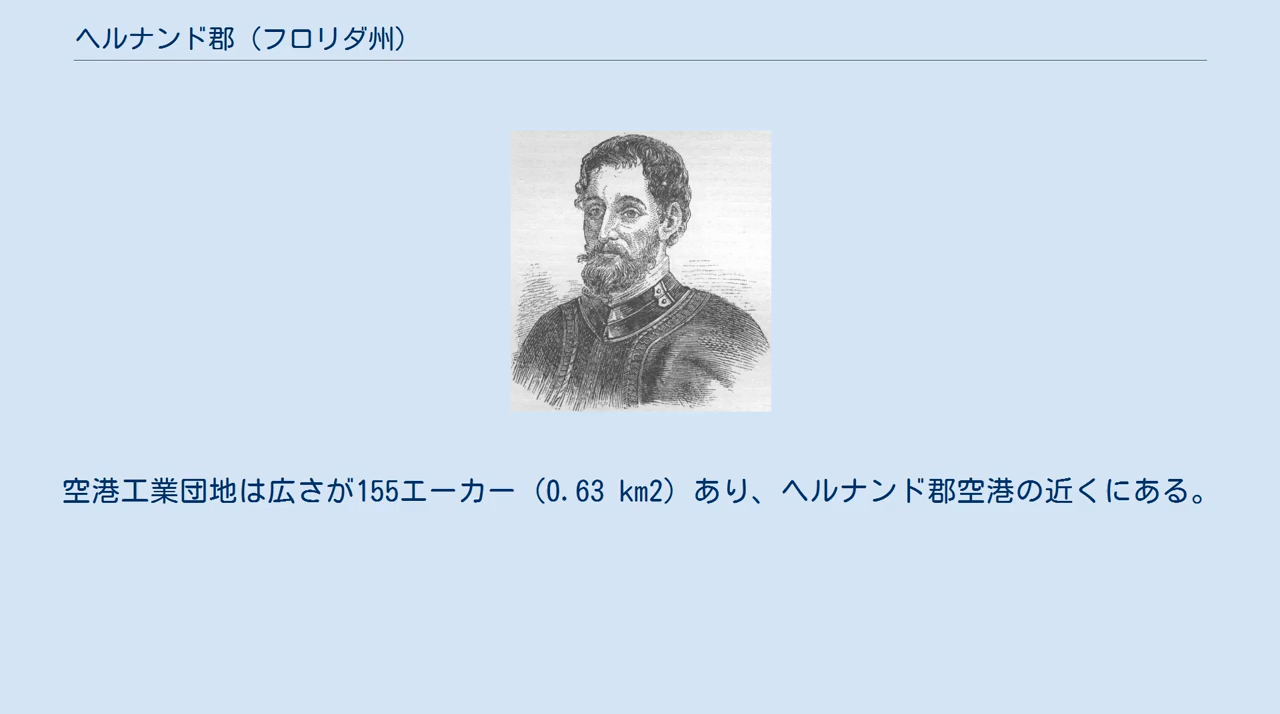 ヘルナンド郡（フロリダ州）
空港工業団地は広さが155エーカー（0.63 km2）あり、ヘルナンド郡空港の近くにある。